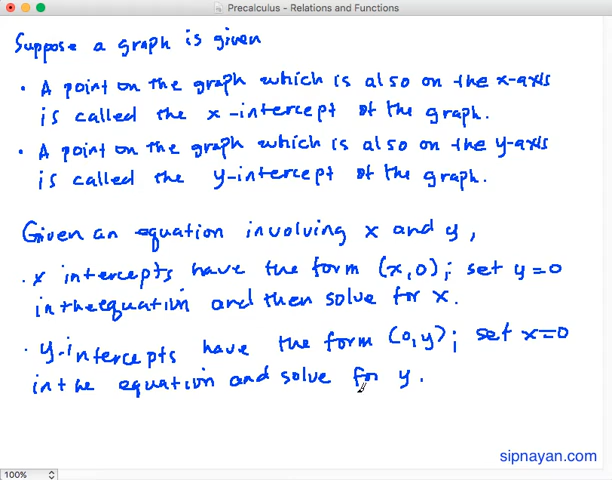 Precalculus - Relations and Functions
Suppose a graph is given
• A point on the graph which is also on the x-axis
is called the x-intercept of the graph.
• A point on the graph which is also on the y-axis
is called the y-intercept of the graph.
Given an equation involving x and y,
• x intercepts have the form (x,0); set y=0
in the equation and then solve for x.
• y-intercepts have the form (0,y); set x=0
in the equation and solve for y.
sipnayan.com
100%